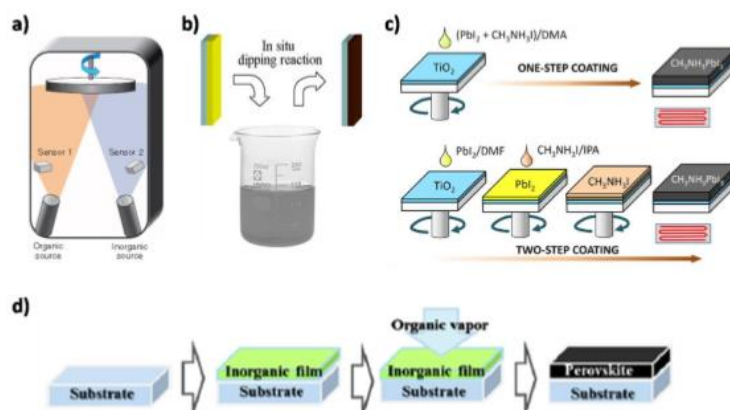 a)
Sensor 1
Sensor 2
Organic
source
Inorganic
source
b)
In situ
dipping reaction
c)
(PbI₂ + CH₃NH₃I)/DMA
TiO₂
ONE-STEP COATING
CH₃NH₃PbI₃
PbI₂/DMF
CH₃NH₃I/IPA
TiO₂
PbI₂
CH₃NH₃I
CH₃NH₃PbI₃
TWO-STEP COATING
d)
Substrate
Inorganic film
Substrate
Organic vapor
Inorganic film
Substrate
Perovskite
Substrate